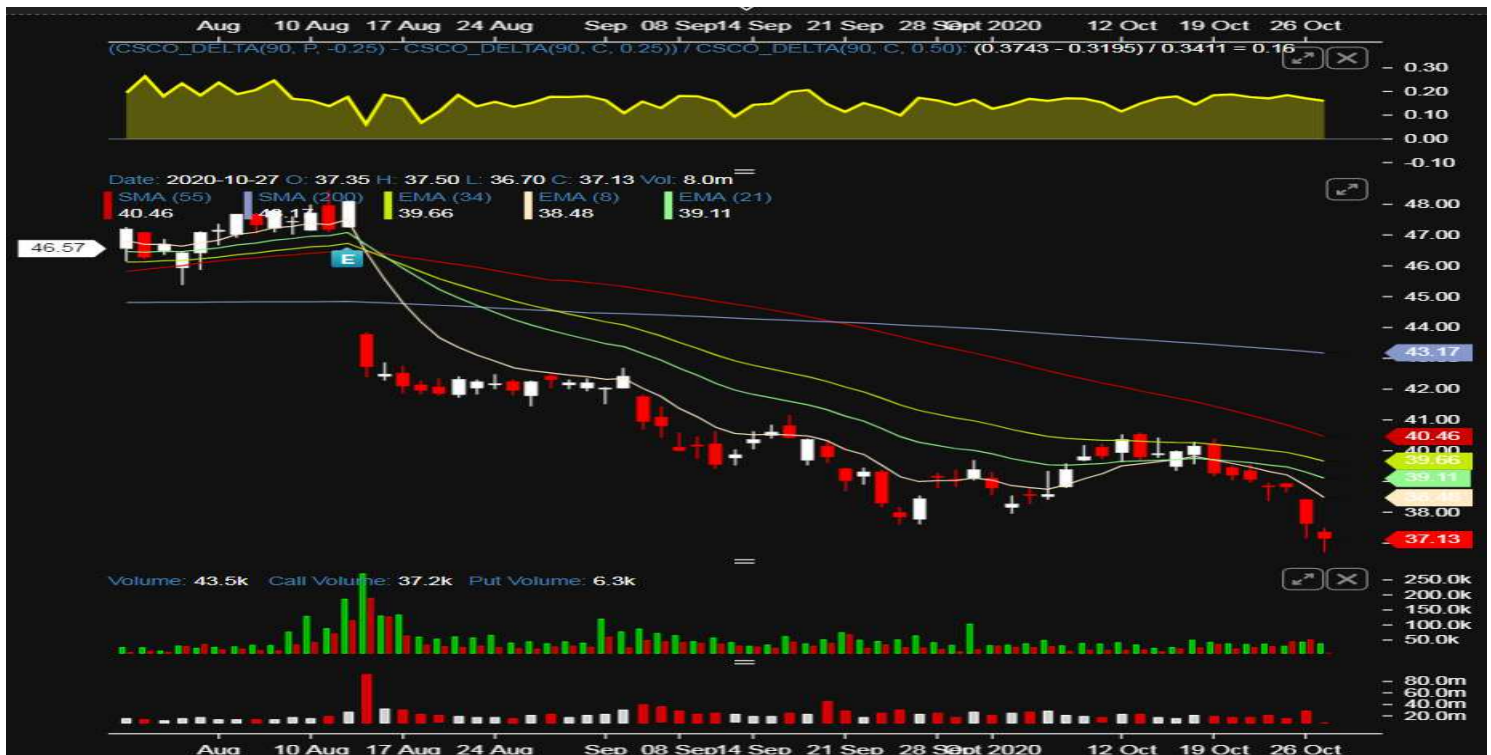 Aug 10 Aug 17 Aug 24 Aug Sep 08 Sep 14 Sep 21 Sep 28 Sep Oct 2020 12 Oct 19 Oct 26 Oct
(CSCO_DELTA(90, P, -0.25) - CSCO_DELTA(90, C, 0.25)) / CSCO_DELTA(90, C, 0.50): (0.3743 - 0.3195) / 0.3411 = 0.16
0.30
0.20
0.10
0.00
-0.10
Date: 2020-10-27 O: 37.35 H: 37.50 L: 36.70 C: 37.13 Vol: 8.0m
SMA (55) SMA (200) EMA (34) EMA (8) EMA (21)
40.46 43.17 39.66 38.48 39.11
48.00
47.00
46.57
E
46.00
45.00
44.00
43.17
42.00
41.00
40.46
40.00
39.66
39.11
38.48
38.00
37.13
Volume: 43.5k Call Volume: 37.2k Put Volume: 6.3k
250.0k
200.0k
150.0k
100.0k
50.0k
80.0m
60.0m
40.0m
20.0m
Aug 10 Aug 17 Aug 24 Aug Sep 08 Sep 14 Sep 21 Sep 28 Sep Oct 2020 12 Oct 19 Oct 26 Oct